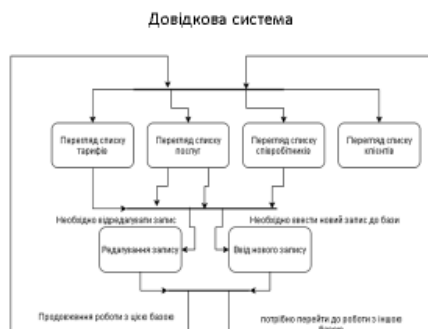 Довідкова система
Перегляд списку
тарифів
Перегляд списку
послуг
Перегляд списку
співробітників
Перегляд списку
клієнтів
Необхідно відредагувати запис
Необхідно ввести новий запис до бази
Редагування запису
Ввід нового запису
Продовження роботи з цією базою
потрібно перейти до роботи з іншою
базою